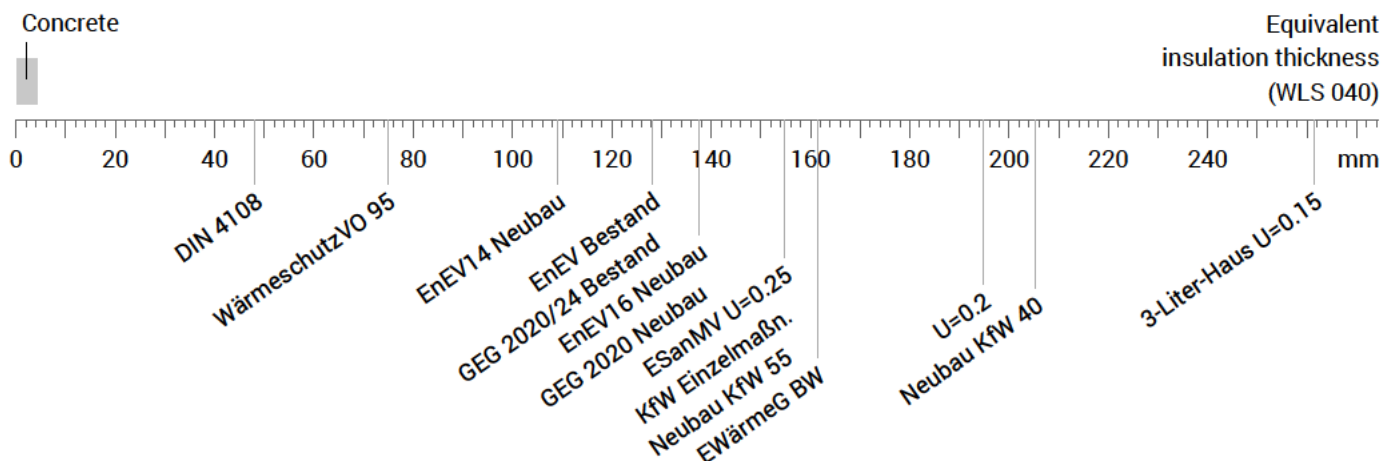 Concrete
Equivalent
insulation thickness
(WLS 040)
0 20 40 60 80 100 120 140 160 180 200 220 240 mm
DIN 4108
WärmeschutzVO 95
EnEV14 Neubau
EnEV Bestand
GEG 2020/24 Bestand
EnEV16 Neubau
GEG 2020 Neubau
ESanMV U=0.25
KfW Einzelmaßn.
Neubau KfW 55
EWärmeG BW
U=0.2
Neubau KfW 40
3-Liter-Haus U=0.15